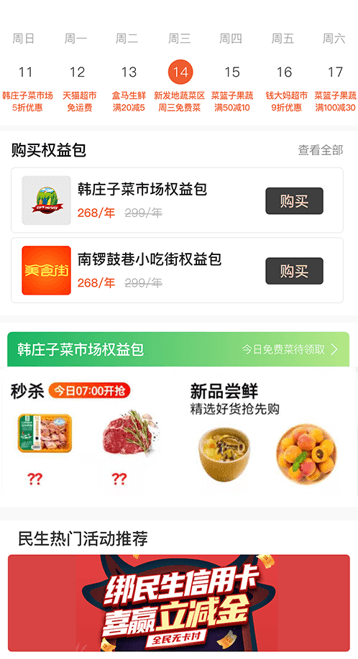 周日 周一 周二 周三 周四 周五 周六
11 12 13 14 15 16 17
韩庄子菜市场 天猫超市 盒马生鲜 新发地蔬菜区 菜篮子果蔬 钱大妈超市 菜篮子果蔬
5折优惠 免运费 满20减5 周三免费菜 满50减10 9折优惠 满100减30
购买权益包 查看全部
韩庄子菜市场权益包
268/年 299/年 购买
美食街
南锣鼓巷小吃街权益包
268/年 299/年 购买
韩庄子菜市场权益包 今日免费菜待领取 >
秒杀 今日07:00开抢 新品尝鲜
精选好货抢先购
?? ??
民生热门活动推荐
绑民生信用卡
喜赢立减金
全民无卡付